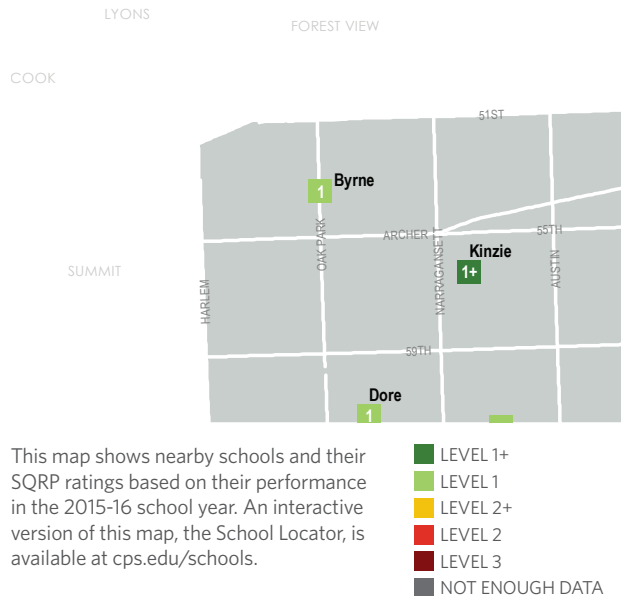 LYONS
FOREST VIEW
COOK
51ST
Byrne
1
OAK PARK
ARCHER
NARRAGANSETT
55TH
Kinzie
1+
AUSTIN
SUMMIT
HARLEM
59TH
Dore
1
This map shows nearby schools and their
SQRP ratings based on their performance
in the 2015-16 school year. An interactive
version of this map, the School Locator, is
available at cps.edu/schools.
LEVEL 1+
LEVEL 1
LEVEL 2+
LEVEL 2
LEVEL 3
NOT ENOUGH DATA